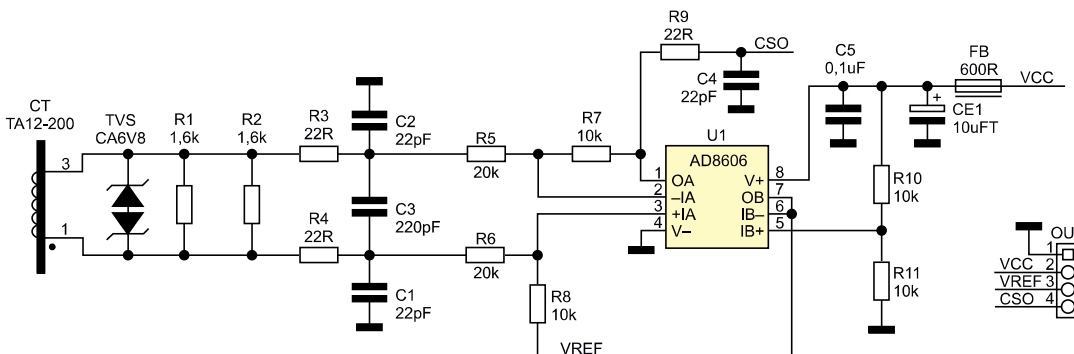 CT
TA12-200
3
1
TVS
CA6V8
R1
1,6k
R2
1,6k
R3
22R
R4
22R
C2
22pF
C3
220pF
C1
22pF
R5
20k
R6
20k
R7
10k
R8
10k
VREF
R9
22R
CSO
C4
22pF
U1
AD8606
1 OA V+ 8
2 –IA OB 7
3 +IA IB– 6
4 V– IB+ 5
C5
0,1uF
+
CE1
10uFT
FB
600R
VCC
R10
10k
R11
10k
OU
1
VCC 2
VREF 3
CSO 4